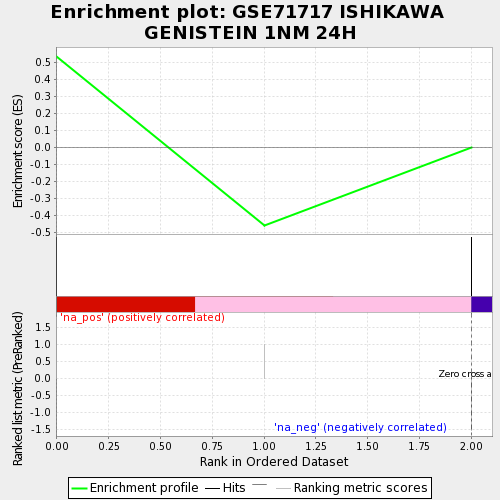 Enrichment plot: GSE71717 ISHIKAWA
GENISTEIN 1NM 24H
Enrichment score (ES)
0.5
0.4
0.3
0.2
0.1
0.0
-0.1
-0.2
-0.3
-0.4
-0.5
'na_pos' (positively correlated)
Ranked list metric (PreRanked)
1.5
1.0
0.5
0.0
-0.5
-1.0
-1.5
Zero cross a
'na_neg' (negatively correlated)
0.00 0.25 0.50 0.75 1.00 1.25 1.50 1.75 2.00
Rank in Ordered Dataset
Enrichment profile Hits Ranking metric scores